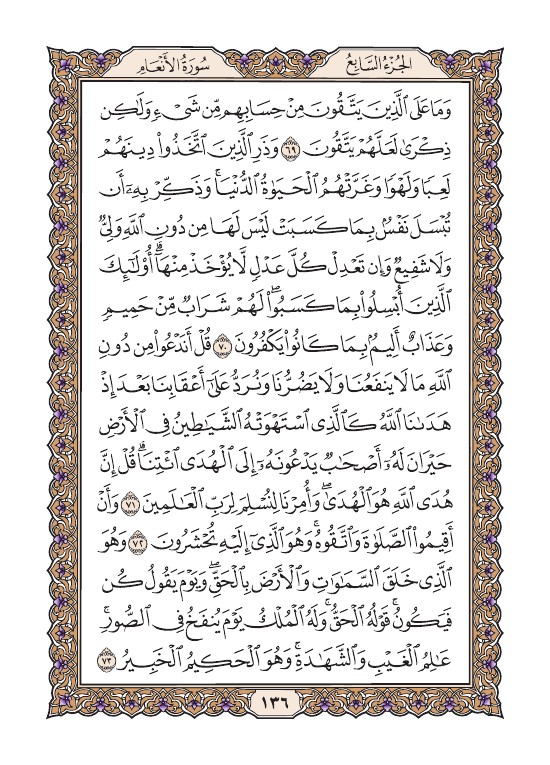 الجُزْءُ السَّابِعُ
سُورَةُ الأَنْعَامِ
وَمَا عَلَى ٱلَّذِينَ يَتَّقُونَ مِنْ حِسَابِهِم مِّن شَىْءٍ وَلَٰكِن
ذِكْرَىٰ لَعَلَّهُمْ يَتَّقُونَ ٦٩ وَذَرِ ٱلَّذِينَ ٱتَّخَذُوا۟ دِينَهُمْ
لَعِبًا وَلَهْوًا وَغَرَّتْهُمُ ٱلْحَيَوٰةُ ٱلدُّنْيَا ۚ وَذَكِّرْ بِهِۦٓ أَن
تُبْسَلَ نَفْسٌۢ بِمَا كَسَبَتْ لَيْسَ لَهَا مِن دُونِ ٱللَّهِ وَلِىٌّ
وَلَا شَفِيعٌ وَإِن تَعْدِلْ كُلَّ عَدْلٍ لَّا يُؤْخَذْ مِنْهَآ ۗ أُو۟لَٰٓئِكَ
ٱلَّذِينَ أُبْسِلُوا۟ بِمَا كَسَبُوا۟ ۖ لَهُمْ شَرَابٌ مِّنْ حَمِيمٍ
وَعَذَابٌ أَلِيمٌۢ بِمَا كَانُوا۟ يَكْفُرُونَ ٧٠ قُلْ أَنَدْعُوا۟ مِن دُونِ
ٱللَّهِ مَا لَا يَنفَعُنَا وَلَا يَضُرُّنَا وَنُرَدُّ عَلَىٰٓ أَعْقَابِنَا بَعْدَ إِذْ
هَدَىٰنَا ٱللَّهُ كَٱلَّذِى ٱسْتَهْوَتْهُ ٱلشَّيَٰطِينُ فِى ٱلْأَرْضِ
حَيْرَانَ لَهُۥٓ أَصْحَٰبٌ يَدْعُونَهُۥٓ إِلَى ٱلْهُدَى ٱئْتِنَا ۗ قُلْ إِنَّ
هُدَى ٱللَّهِ هُوَ ٱلْهُدَىٰ ۖ وَأُمِرْنَا لِنُسْلِمَ لِرَبِّ ٱلْعَٰلَمِينَ ٧١ وَأَنْ
أَقِيمُوا۟ ٱلصَّلَوٰةَ وَٱتَّقُوهُ ۚ وَهُوَ ٱلَّذِىٓ إِلَيْهِ تُحْشَرُونَ ٧٢ وَهُوَ
ٱلَّذِى خَلَقَ ٱلسَّمَٰوَٰتِ وَٱلْأَرْضَ بِٱلْحَقِّ ۖ وَيَوْمَ يَقُولُ كُن
فَيَكُونُ ۚ قَوْلُهُ ٱلْحَقُّ ۚ وَلَهُ ٱلْمُلْكُ يَوْمَ يُنفَخُ فِى ٱلصُّورِ ۚ
عَٰلِمُ ٱلْغَيْبِ وَٱلشَّهَٰدَةِ ۚ وَهُوَ ٱلْحَكِيمُ ٱلْخَبِيرُ ٧٣
١٣٦